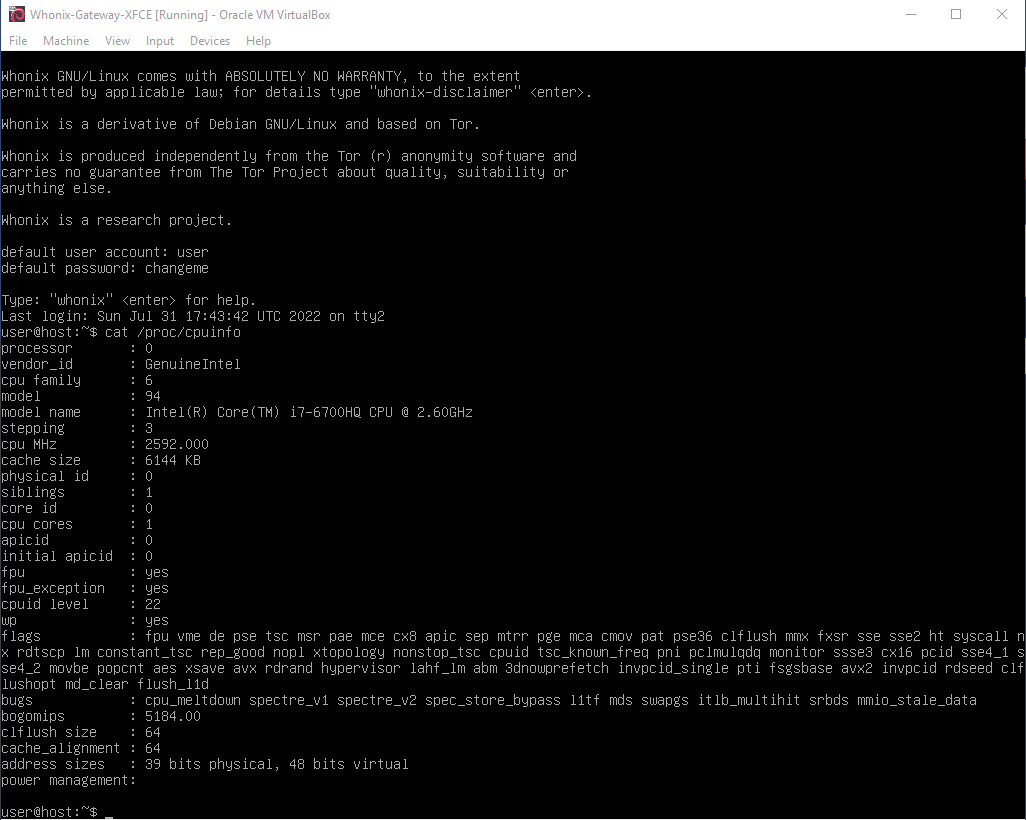 Whonix-Gateway-XFCE [Running] - Oracle VM VirtualBox
File Machine View Input Devices Help
Whonix GNU/Linux comes with ABSOLUTELY NO WARRANTY, to the extent
permitted by applicable law; for details type "whonix-disclaimer" <enter>.
Whonix is a derivative of Debian GNU/Linux and based on Tor.
Whonix is produced independently from the Tor (r) anonymity software and
carries no guarantee from The Tor Project about quality, suitability or
anything else.
Whonix is a research project.
default user account: user
default password: changeme
Type: "whonix" <enter> for help.
Last login: Sun Jul 31 17:43:42 UTC 2022 on tty2
user@host:~$ cat /proc/cpuinfo
processor : 0
vendor_id : GenuineIntel
cpu family : 6
model : 94
model name : Intel(R) Core(TM) i7-6700HQ CPU @ 2.60GHz
stepping : 3
cpu MHz : 2592.000
cache size : 6144 KB
physical id : 0
siblings : 1
core id : 0
cpu cores : 1
apicid : 0
initial apicid : 0
fpu : yes
fpu_exception : yes
cpuid level : 22
wp : yes
flags : fpu vme de pse tsc msr pae mce cx8 apic sep mtrr pge mca cmov pat pse36 clflush mmx fxsr sse sse2 ht syscall n
x rdtscp lm constant_tsc rep_good nopl xtopology nonstop_tsc cpuid tsc_known_freq pni pclmulqdq monitor ssse3 cx16 pcid sse4_1 s
se4_2 movbe popcnt aes xsave avx rdrand hypervisor lahf_lm abm 3dnowprefetch invpcid_single pti fsgsbase avx2 invpcid rdseed clf
lushopt md_clear flush_l1d
bugs : cpu_meltdown spectre_v1 spectre_v2 spec_store_bypass l1tf mds swapgs itlb_multihit srbds mmio_stale_data
bogomips : 5184.00
clflush size : 64
cache_alignment : 64
address sizes : 39 bits physical, 48 bits virtual
power management:
user@host:~$ _